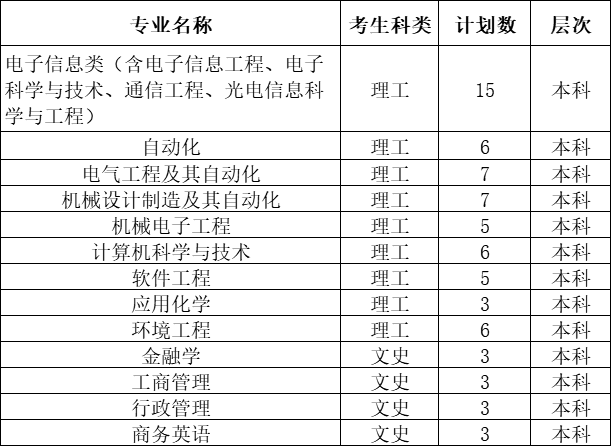 专业名称 考生科类 计划数 层次
电子信息类（含电子信息工程、电子
科学与技术、通信工程、光电信息科 理工 15 本科
学与工程）
自动化 理工 6 本科
电气工程及其自动化 理工 7 本科
机械设计制造及其自动化 理工 7 本科
机械电子工程 理工 5 本科
计算机科学与技术 理工 6 本科
软件工程 理工 5 本科
应用化学 理工 3 本科
环境工程 理工 6 本科
金融学 文史 3 本科
工商管理 文史 3 本科
行政管理 文史 3 本科
商务英语 文史 3 本科